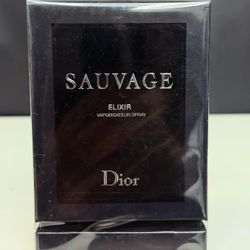 SAUVAGE
ELIXIR
VAPORISATEUR SPRAY
Dior